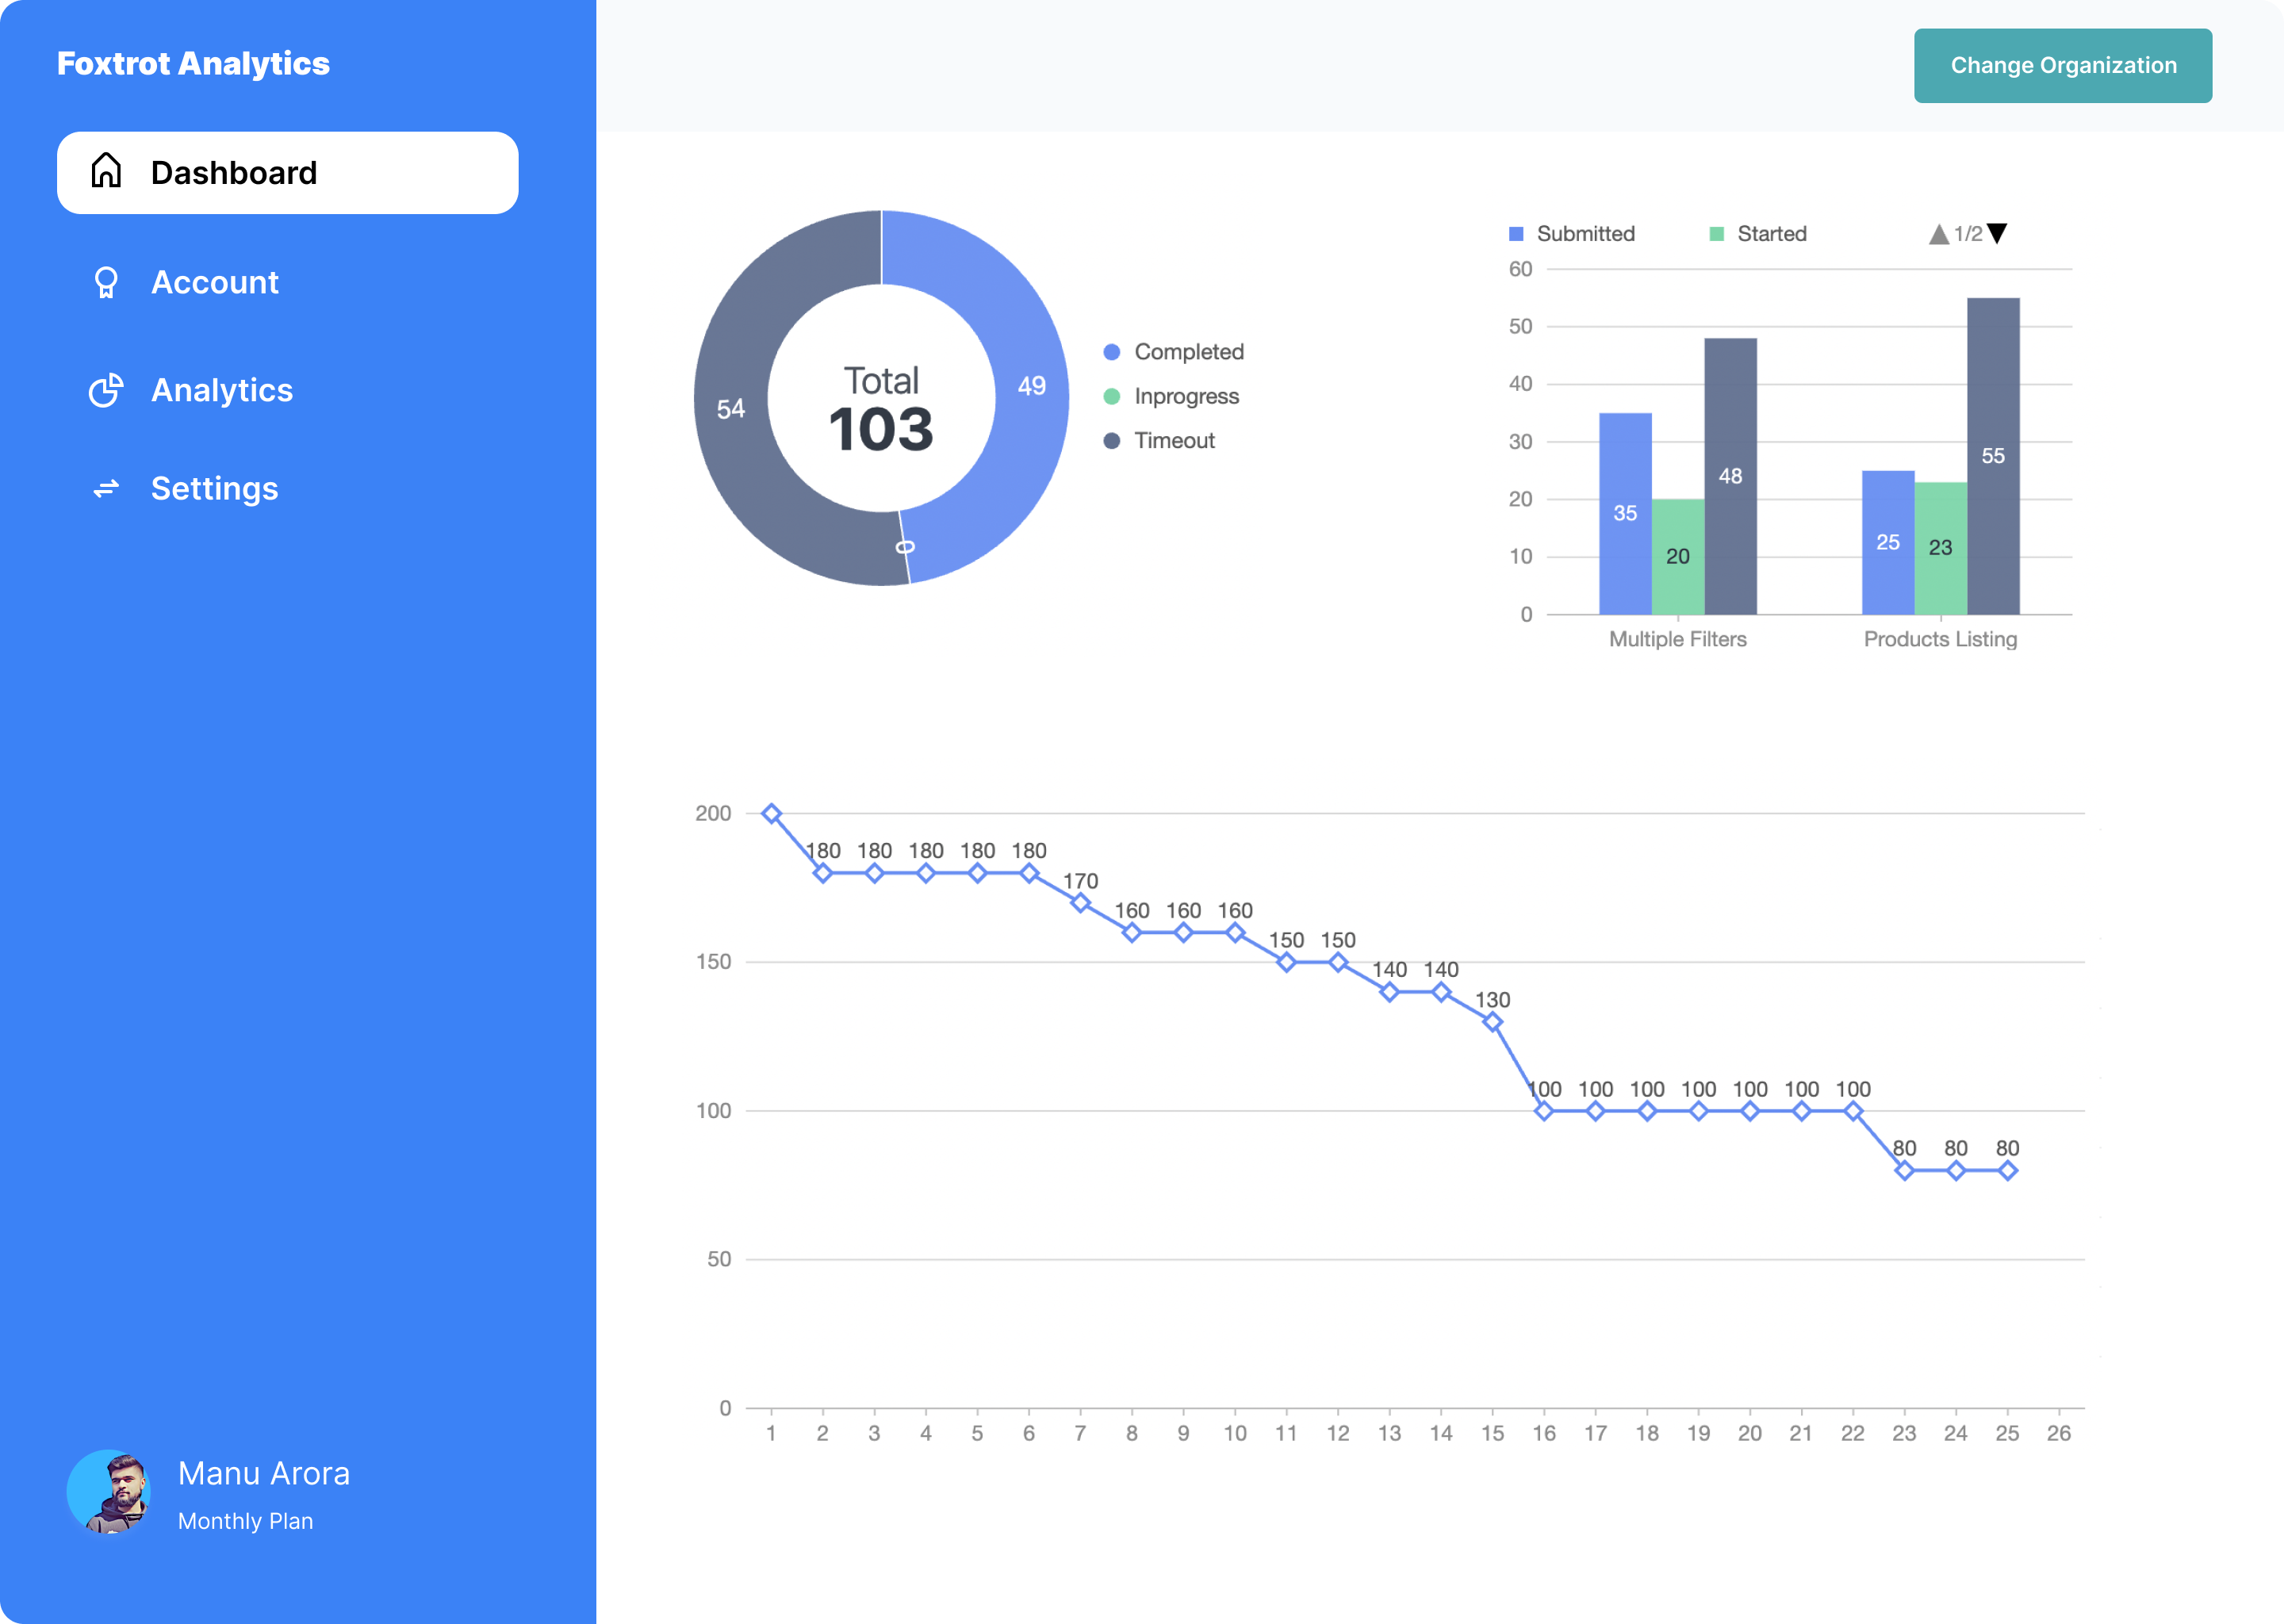 Foxtrot Analytics
Change Organization
Dashboard
Account
Analytics
Settings
Total
103
54
49
0
Completed
Inprogress
Timeout
Submitted
Started
1/2
60
50
40
30
20
10
0
35
20
48
25
23
55
Multiple Filters
Products Listing
200
150
100
50
0
180 180 180 180 180
170
160 160 160
150 150
140 140
130
100 100 100 100 100 100 100
80 80 80
1 2 3 4 5 6 7 8 9 10 11 12 13 14 15 16 17 18 19 20 21 22 23 24 25 26
Manu Arora
Monthly Plan